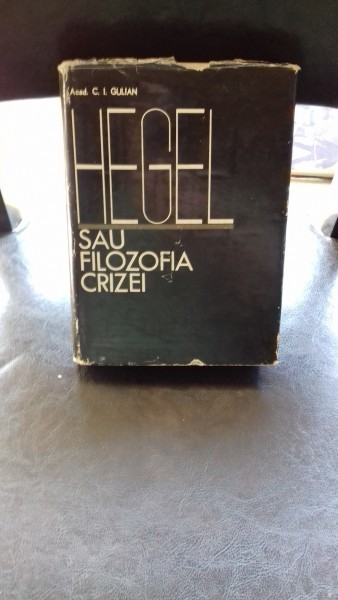 Acad. C. I. GULIAN
HEGEL
SAU
FILOZOFIA
CRIZEI